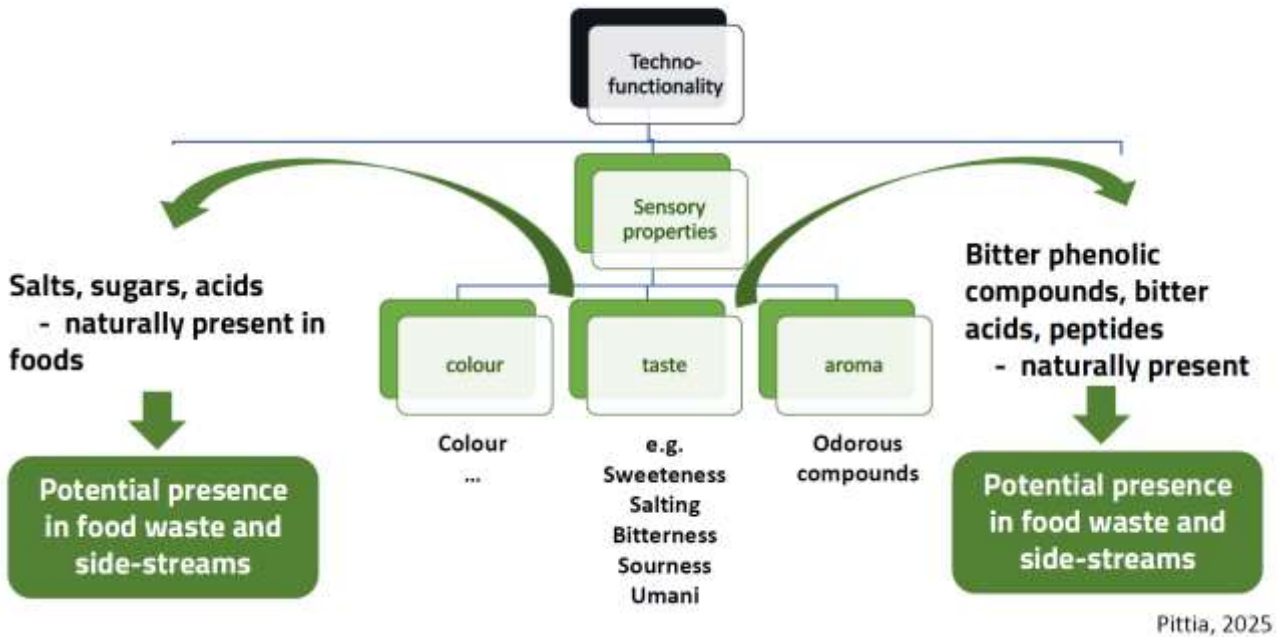 Techno-
functionality
Sensory
properties
Salts, sugars, acids
- naturally present in
foods
Potential presence
in food waste and
side-streams
colour
taste
aroma
Colour
...
e.g.
Sweeteness
Salting
Bitterness
Sourness
Umani
Odorous
compounds
Bitter phenolic
compounds, bitter
acids, peptides
- naturally present
Potential presence
in food waste and
side-streams
Pittia, 2025